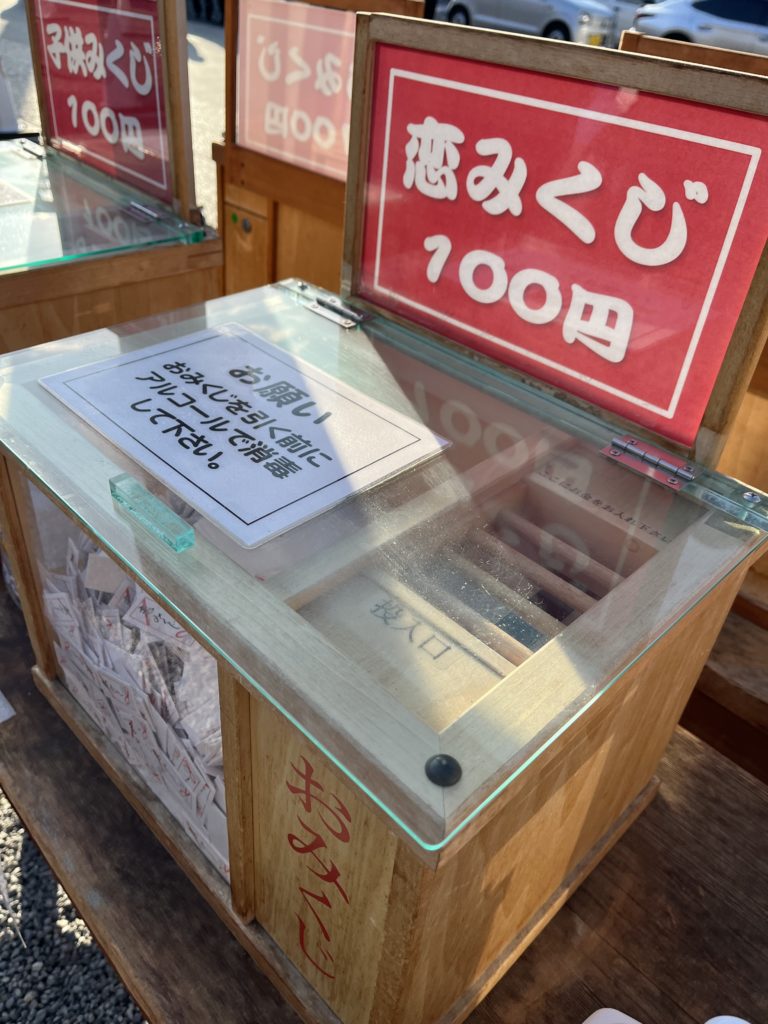 子供みくじ
100円
恋みくじ
100円
お願い
おみくじを引く前に
アルコールで消毒
して下さい。
投入口
おみくじ